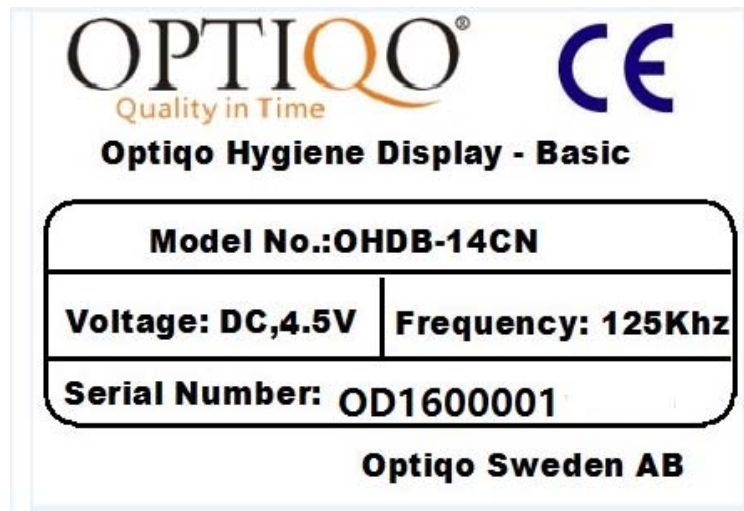 OPTIQO®
Quality in Time
CE
Optiqo Hygiene Display - Basic
Model No.:OHDB-14CN
Voltage: DC,4.5V
Frequency: 125Khz
Serial Number: OD1600001
Optiqo Sweden AB